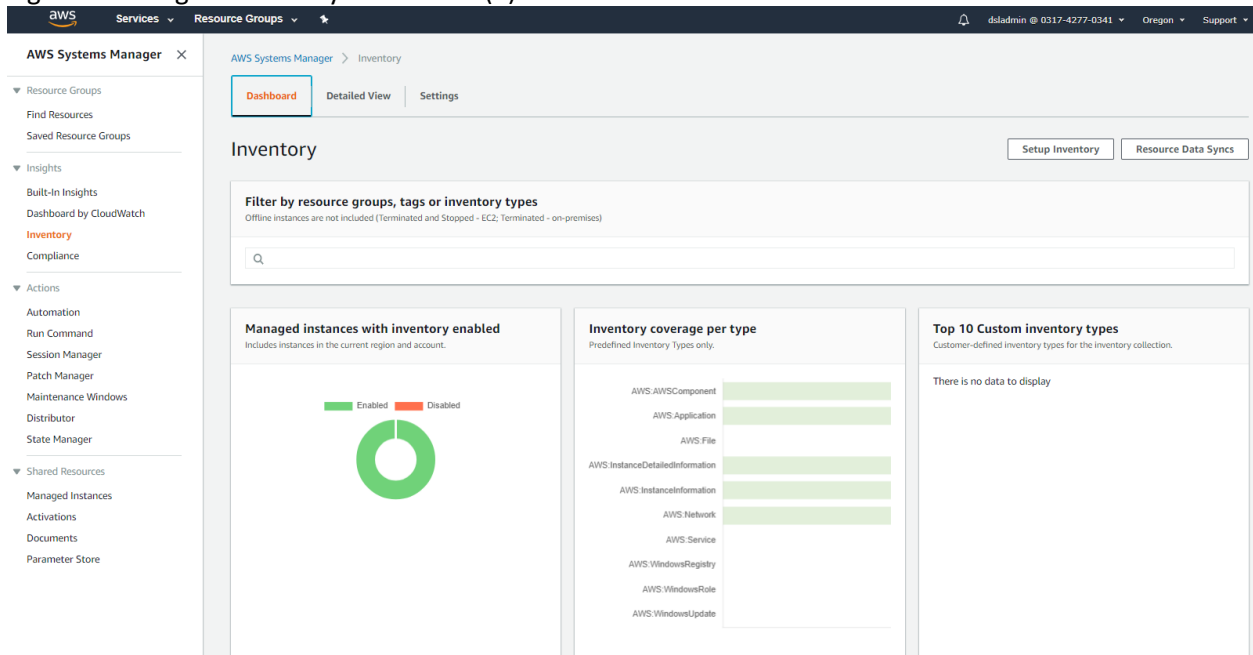 aws Services Resource Groups dsladmin @ 0317-4277-0341 Oregon Support
AWS Systems Manager
Resource Groups
Find Resources
Saved Resource Groups
Insights
Built-In Insights
Dashboard by CloudWatch
Inventory
Compliance
Actions
Automation
Run Command
Session Manager
Patch Manager
Maintenance Windows
Distributor
State Manager
Shared Resources
Managed Instances
Activations
Documents
Parameter Store
AWS Systems Manager > Inventory
Dashboard Detailed View Settings
Inventory
Setup Inventory Resource Data Syncs
Filter by resource groups, tags or inventory types
Offline instances are not included (Terminated and Stopped - EC2; Terminated - on-premises)
Managed instances with inventory enabled
Includes instances in the current region and account.
Enabled Disabled
Inventory coverage per type
Predefined Inventory Types only.
AWS:AWSComponent
AWS:Application
AWS:File
AWS:InstanceDetailedInformation
AWS:InstanceInformation
AWS:Network
AWS:Service
AWS:WindowsRegistry
AWS:WindowsRole
AWS:WindowsUpdate
Top 10 Custom inventory types
Customer-defined inventory types for the inventory collection.
There is no data to display